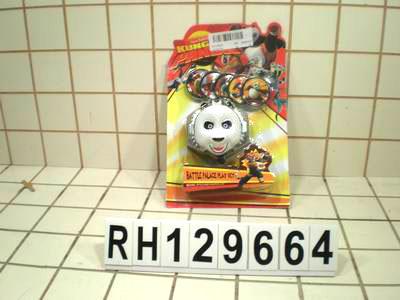 KUNG
BATTLE PALACE PLAY SET
RH129664